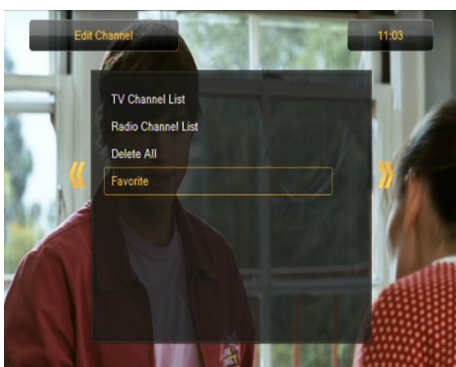 Edit Channel
11:03
TV Channel List
Radio Channel List
Delete All
Favorite